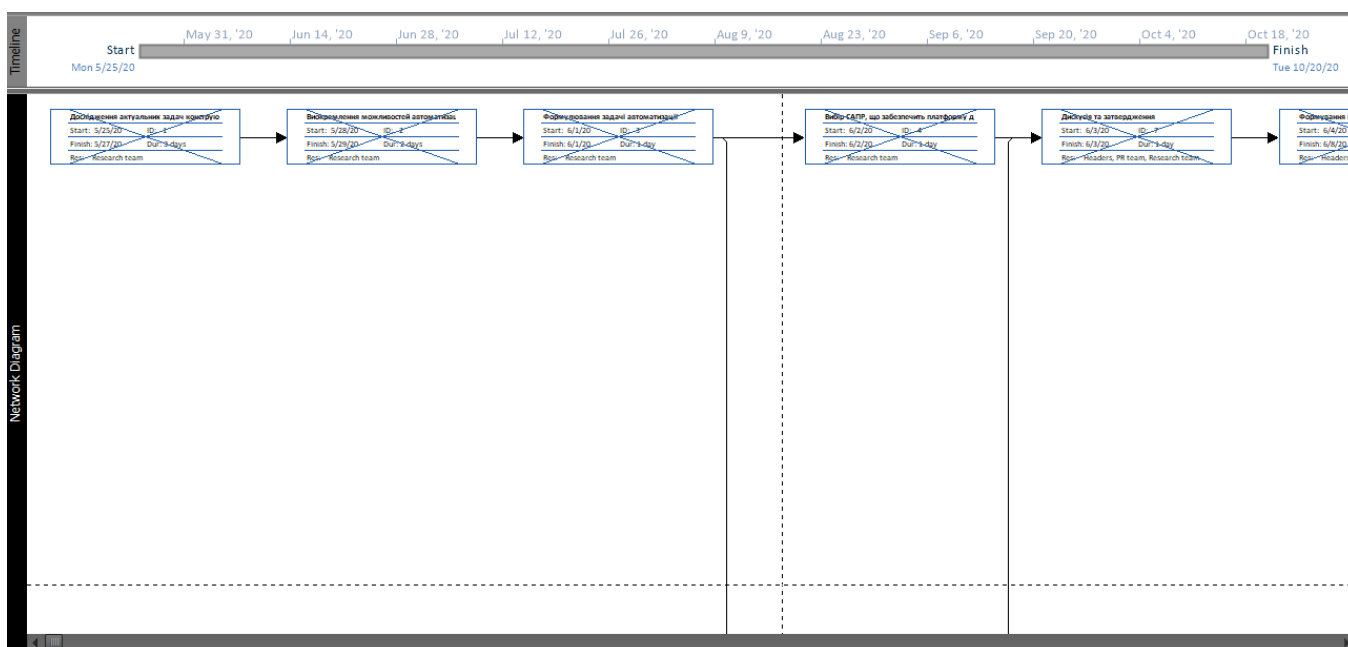 Timeline
May 31, '20
Jun 14, '20
Jun 28, '20
Jul 12, '20
Jul 26, '20
Aug 9, '20
Aug 23, '20
Sep 6, '20
Sep 20, '20
Oct 4, '20
Oct 18, '20
Start
Mon 5/25/20
Finish
Tue 10/20/20
Network Diagram
Дослідження актуальних задач конструю
Start: 5/25/20 ID: 1
Finish: 5/27/20 Dur: 3 days
Res: Research team
Виокремлення можливостей автоматизац
Start: 5/28/20 ID: 2
Finish: 5/29/20 Dur: 2 days
Res: Research team
Формулювання задачі автоматизації
Start: 6/1/20 ID: 3
Finish: 6/1/20 Dur: 1 day
Res: Research team
Вибір САПР, що забезпечить платформу д
Start: 6/2/20 ID: 4
Finish: 6/2/20 Dur: 1 day
Res: Research team
Дискусія та затвердження
Start: 6/3/20 ID: 7
Finish: 6/3/20 Dur: 1 day
Res: Headers, PR team, Research team
Формування
Start: 6/4/20
Finish: 6/8/20
Res: Headers